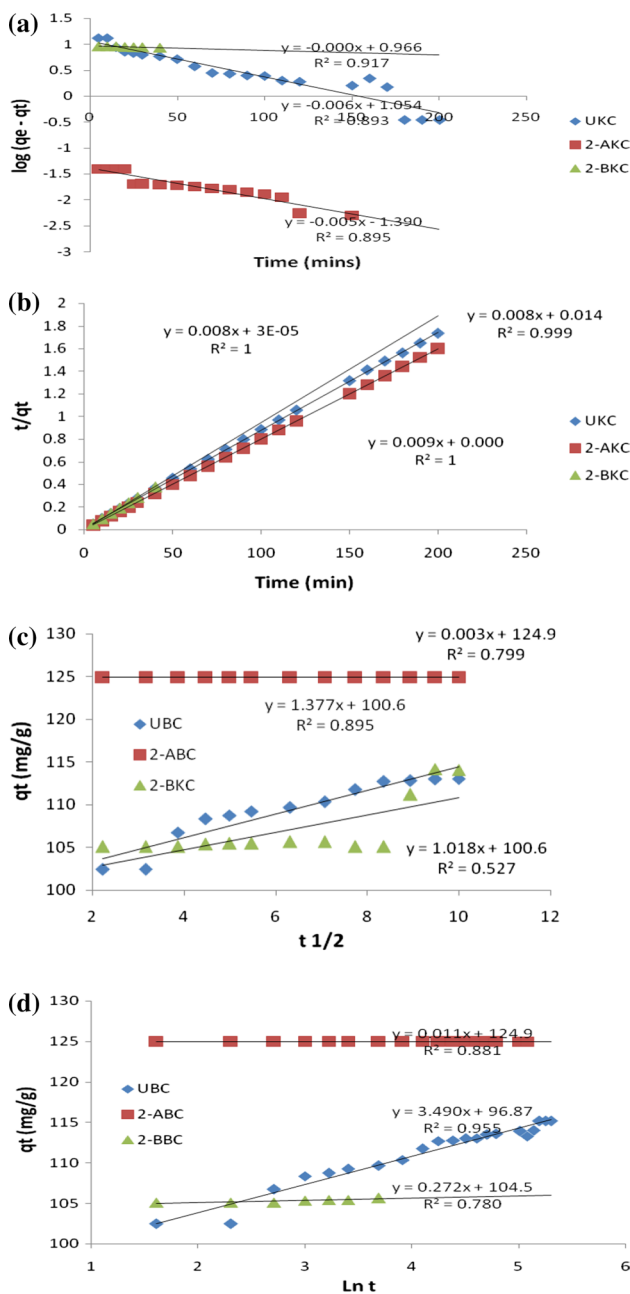 (a)
1.5
1
0.5
0
-0.5
-1
-1.5
-2
-2.5
-3
log (qe - qt)
0 50 100 150 200 250
y = -0.000x + 0.966
R² = 0.917
y = -0.006x + 1.054
R² = 0.893
y = -0.005x - 1.390
R² = 0.895
UKC
2-AKC
2-BKC
Time (mins)
(b)
2
1.8
1.6
1.4
1.2
1
0.8
0.6
0.4
0.2
0
t/qt
y = 0.008x + 3E-05
R² = 1
y = 0.008x + 0.014
R² = 0.999
y = 0.009x + 0.000
R² = 1
UKC
2-AKC
2-BKC
0 50 100 150 200 250
Time (min)
(c)
130
125
120
115
110
105
100
qt (mg/g)
y = 0.003x + 124.9
R² = 0.799
y = 1.377x + 100.6
R² = 0.895
UBC
2-ABC
2-BKC
y = 1.018x + 100.6
R² = 0.527
2 4 6 8 10 12
t 1/2
(d)
130
125
120
115
110
105
100
qt (mg/g)
y = 0.011x + 124.9
R² = 0.881
UBC
2-ABC
2-BBC
y = 3.490x + 96.87
R² = 0.955
y = 0.272x + 104.5
R² = 0.780
1 2 3 4 5 6
Ln t